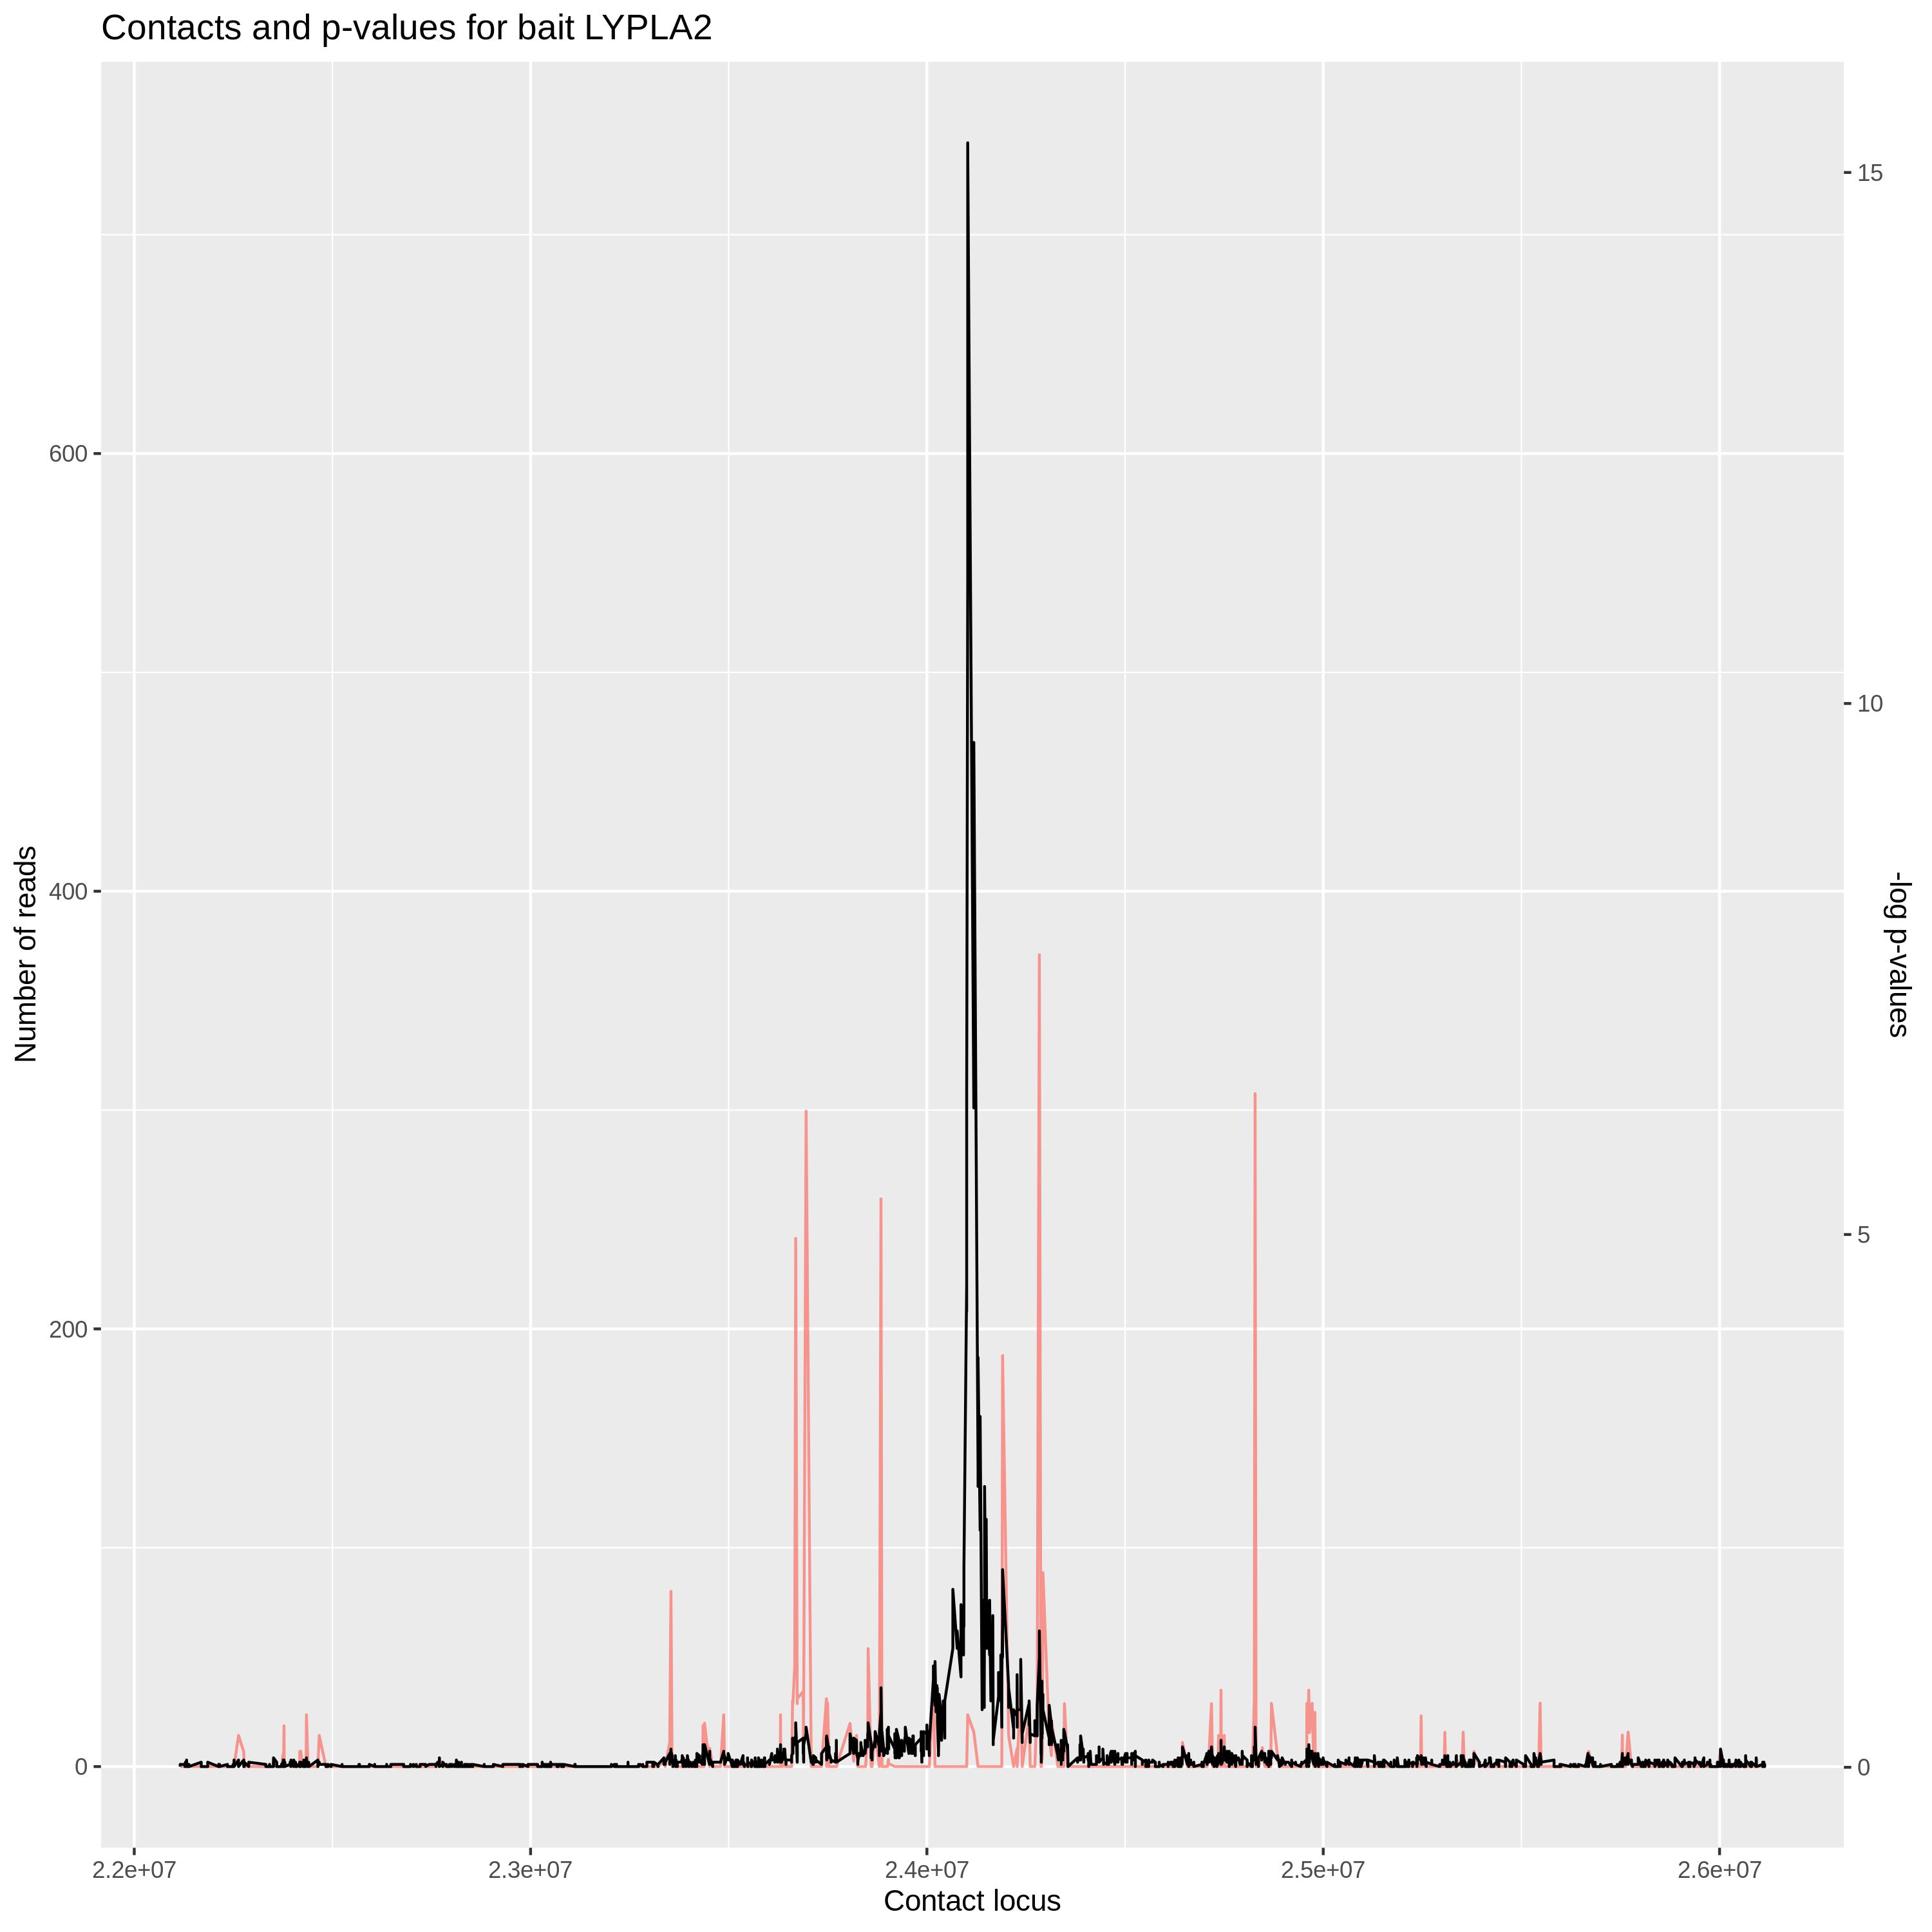 Contacts and p-values for bait LYPLA2
Number of reads
600
400
200
0
15
10
5
0
-log p-values
2.2e+07
2.3e+07
2.4e+07
2.5e+07
2.6e+07
Contact locus